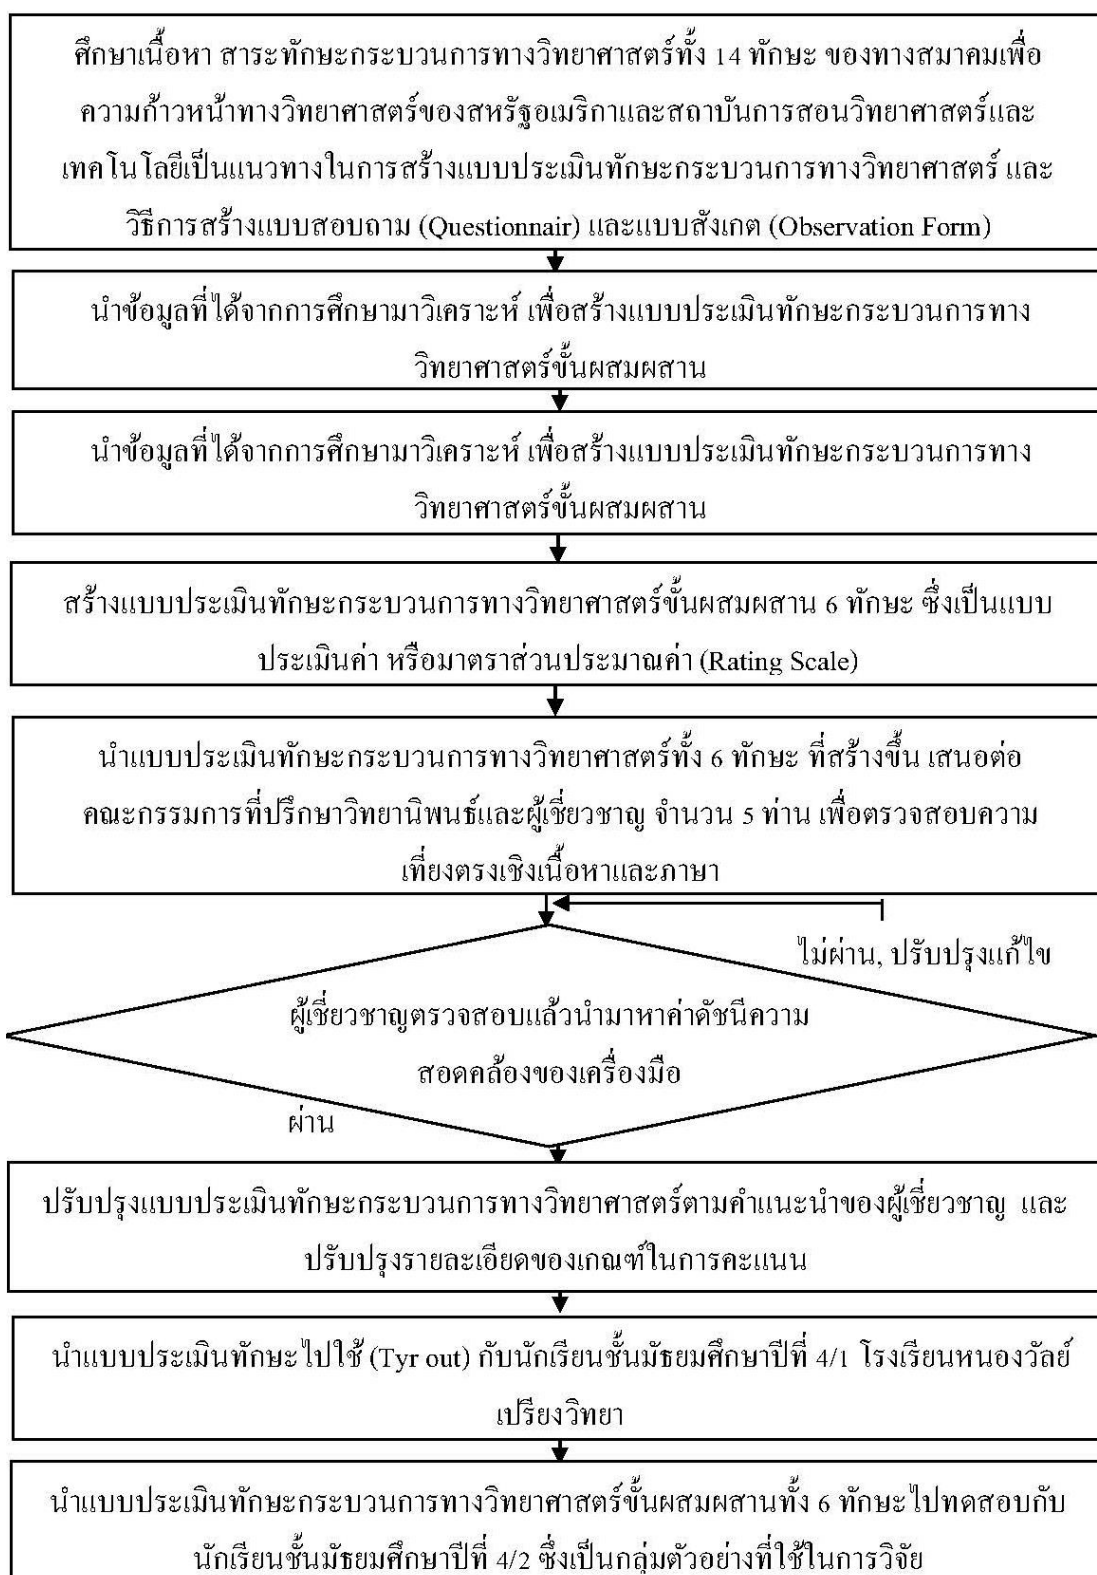 ศึกษาเนื้อหา สาระทักษะกระบวนการทางวิทยาศาสตร์ทั้ง 14 ทักษะ ของทางสมาคมเพื่อ
ความก้าวหน้าทางวิทยาศาสตร์ของสหรัฐอเมริกาและสถาบันการสอนวิทยาศาสตร์และ
เทคโนโลยีเป็นแนวทางในการสร้างแบบประเมินทักษะกระบวนการทางวิทยาศาสตร์ และ
วิธีการสร้างแบบสอบถาม (Questionnair) และแบบสังเกต (Observation Form)
นำข้อมูลที่ได้จากการศึกษามาวิเคราะห์ เพื่อสร้างแบบประเมินทักษะกระบวนการทาง
วิทยาศาสตร์ขั้นผสมผสาน
นำข้อมูลที่ได้จากการศึกษามาวิเคราะห์ เพื่อสร้างแบบประเมินทักษะกระบวนการทาง
วิทยาศาสตร์ขั้นผสมผสาน
สร้างแบบประเมินทักษะกระบวนการทางวิทยาศาสตร์ขั้นผสมผสาน 6 ทักษะ ซึ่งเป็นแบบ
ประเมินค่า หรือมาตราส่วนประมาณค่า (Rating Scale)
นำแบบประเมินทักษะกระบวนการทางวิทยาศาสตร์ทั้ง 6 ทักษะ ที่สร้างขึ้น เสนอต่อ
คณะกรรมการที่ปรึกษาวิทยานิพนธ์และผู้เชี่ยวชาญ จำนวน 5 ท่าน เพื่อตรวจสอบความ
เที่ยงตรงเชิงเนื้อหาและภาษา
ไม่ผ่าน, ปรับปรุงแก้ไข
ผู้เชี่ยวชาญตรวจสอบแล้วนำมาหาค่าดัชนีความ
สอดคล้องของเครื่องมือ
ผ่าน
ปรับปรุงแบบประเมินทักษะกระบวนการทางวิทยาศาสตร์ตามคำแนะนำของผู้เชี่ยวชาญ และ
ปรับปรุงรายละเอียดของเกณฑ์ในการคะแนน
นำแบบประเมินทักษะไปใช้ (Tyr out) กับนักเรียนชั้นมัธยมศึกษาปีที่ 4/1 โรงเรียนหนองวัลย์
เปรียงวิทยา
นำแบบประเมินทักษะกระบวนการทางวิทยาศาสตร์ขั้นผสมผสานทั้ง 6 ทักษะไปทดสอบกับ
นักเรียนชั้นมัธยมศึกษาปีที่ 4/2 ซึ่งเป็นกลุ่มตัวอย่างที่ใช้ในการวิจัย